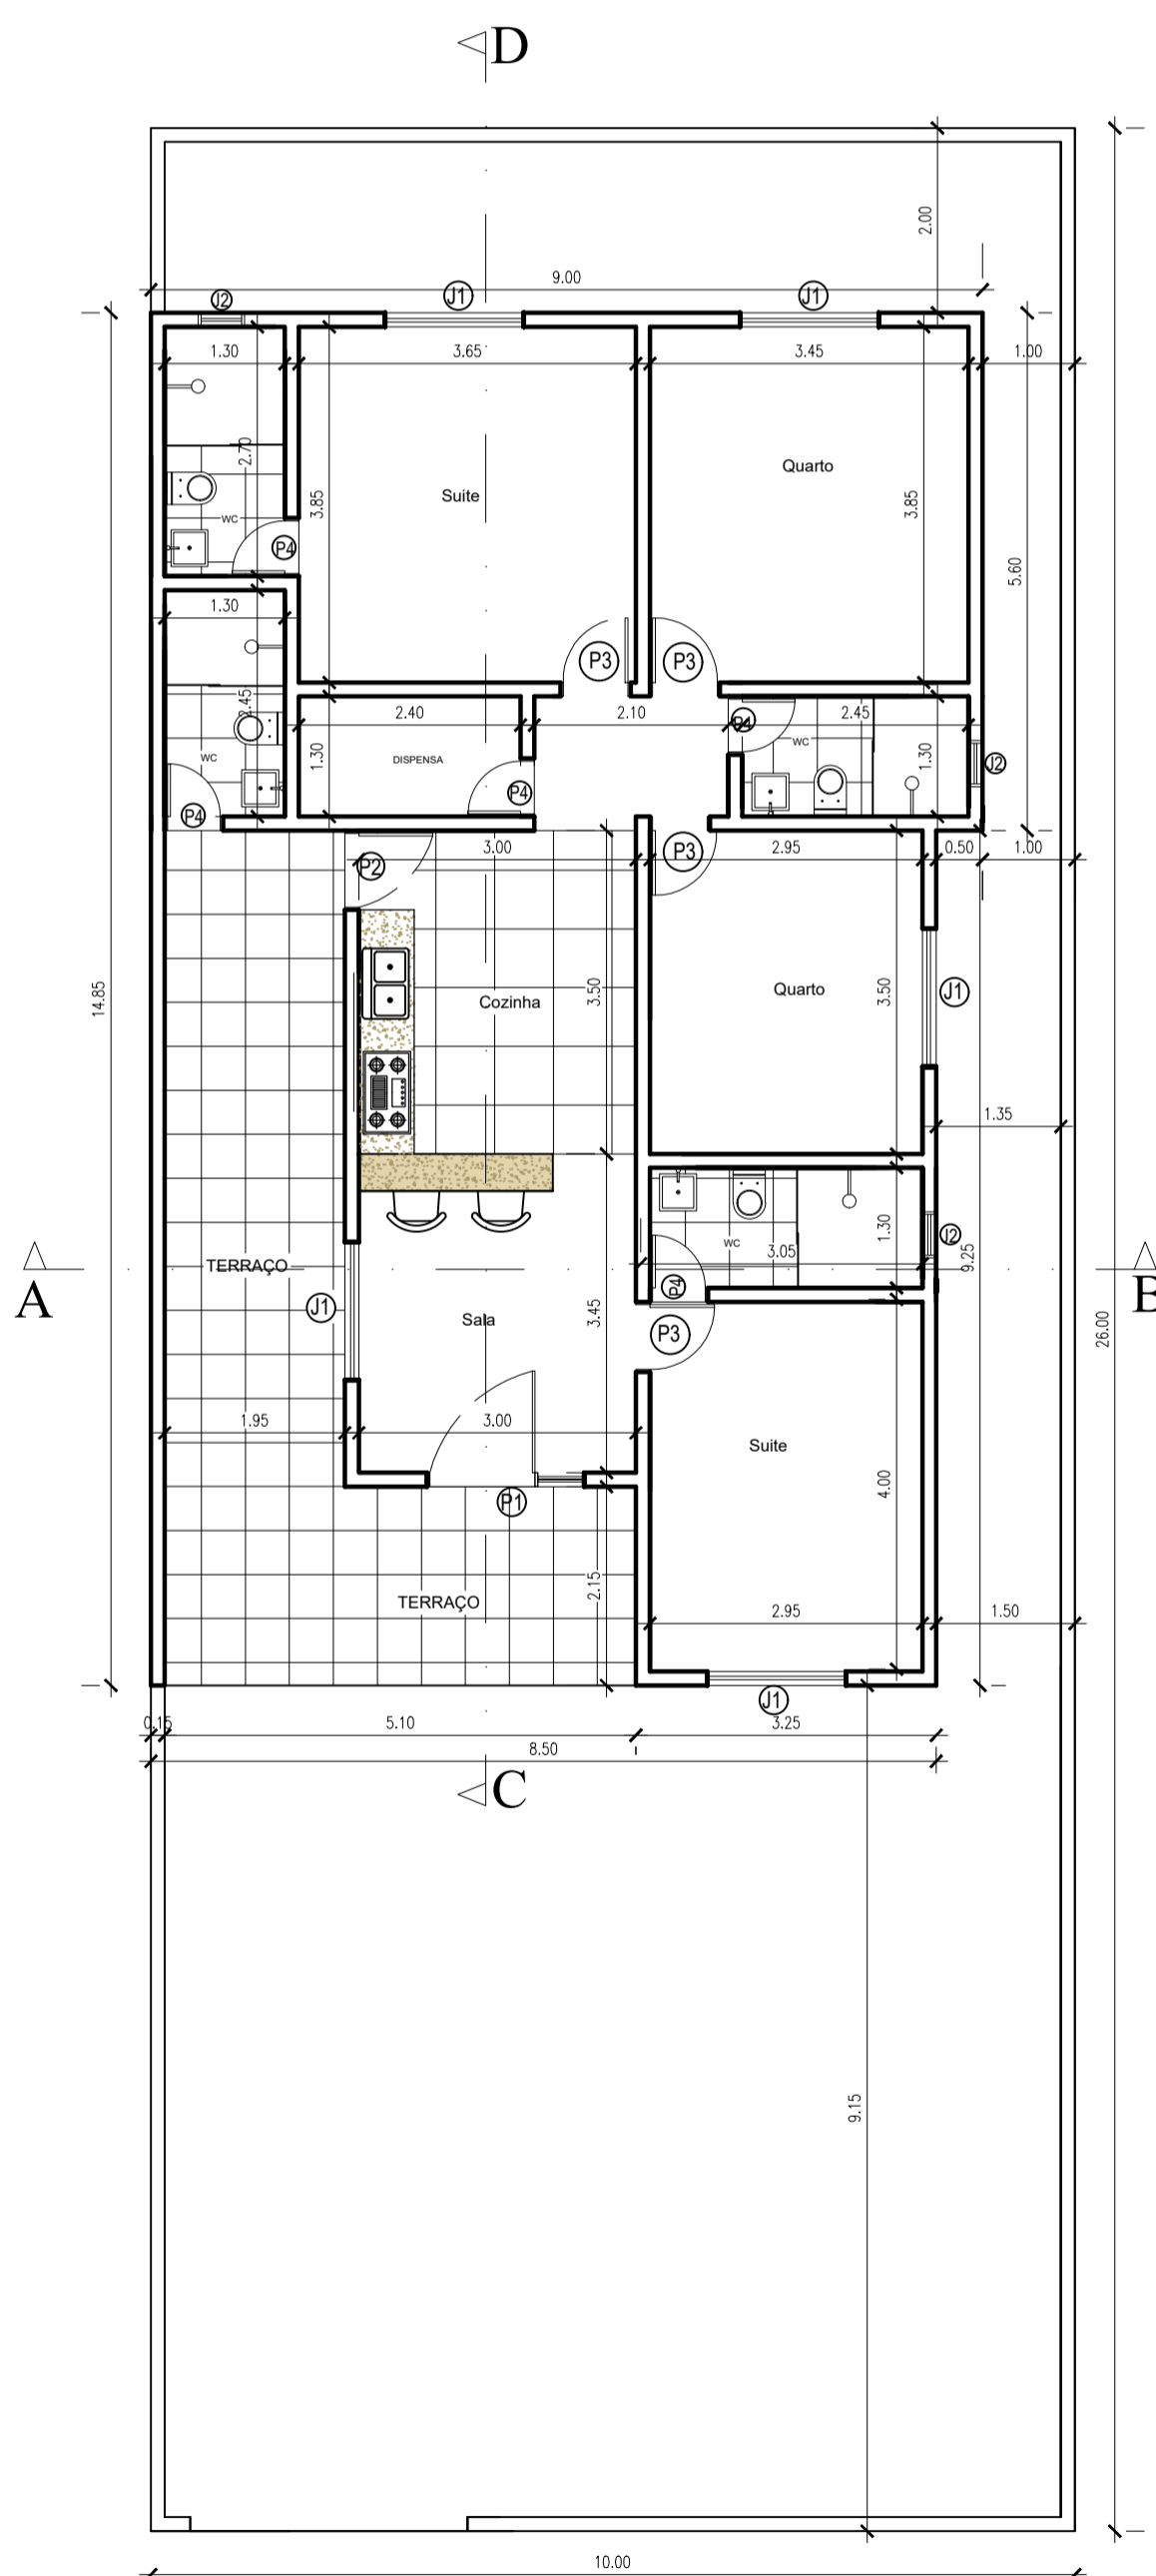 D
2.00
9.00
J2
J1
J1
1.30
3.65
3.45
1.00
2.70
Quarto
Suite
3.85
3.85
WC
P4
5.60
1.30
P3
P3
2.45
2.40
2.10
2.45
P4
WC
1.30
DISPENSA
1.30
WC
J2
P4
P4
3.00
P3
2.95
0.50
1.00
P2
14.85
Cozinha
3.50
Quarto
3.50
J1
1.35
WC
1.30
J2
3.05
9.25
TERRAÇO
A
B
P4
J1
Sala
3.45
P3
26.00
1.95
3.00
Suite
4.00
P1
TERRAÇO
2.15
2.95
1.50
J1
0.15
5.10
3.25
8.50
C
9.15
10.00